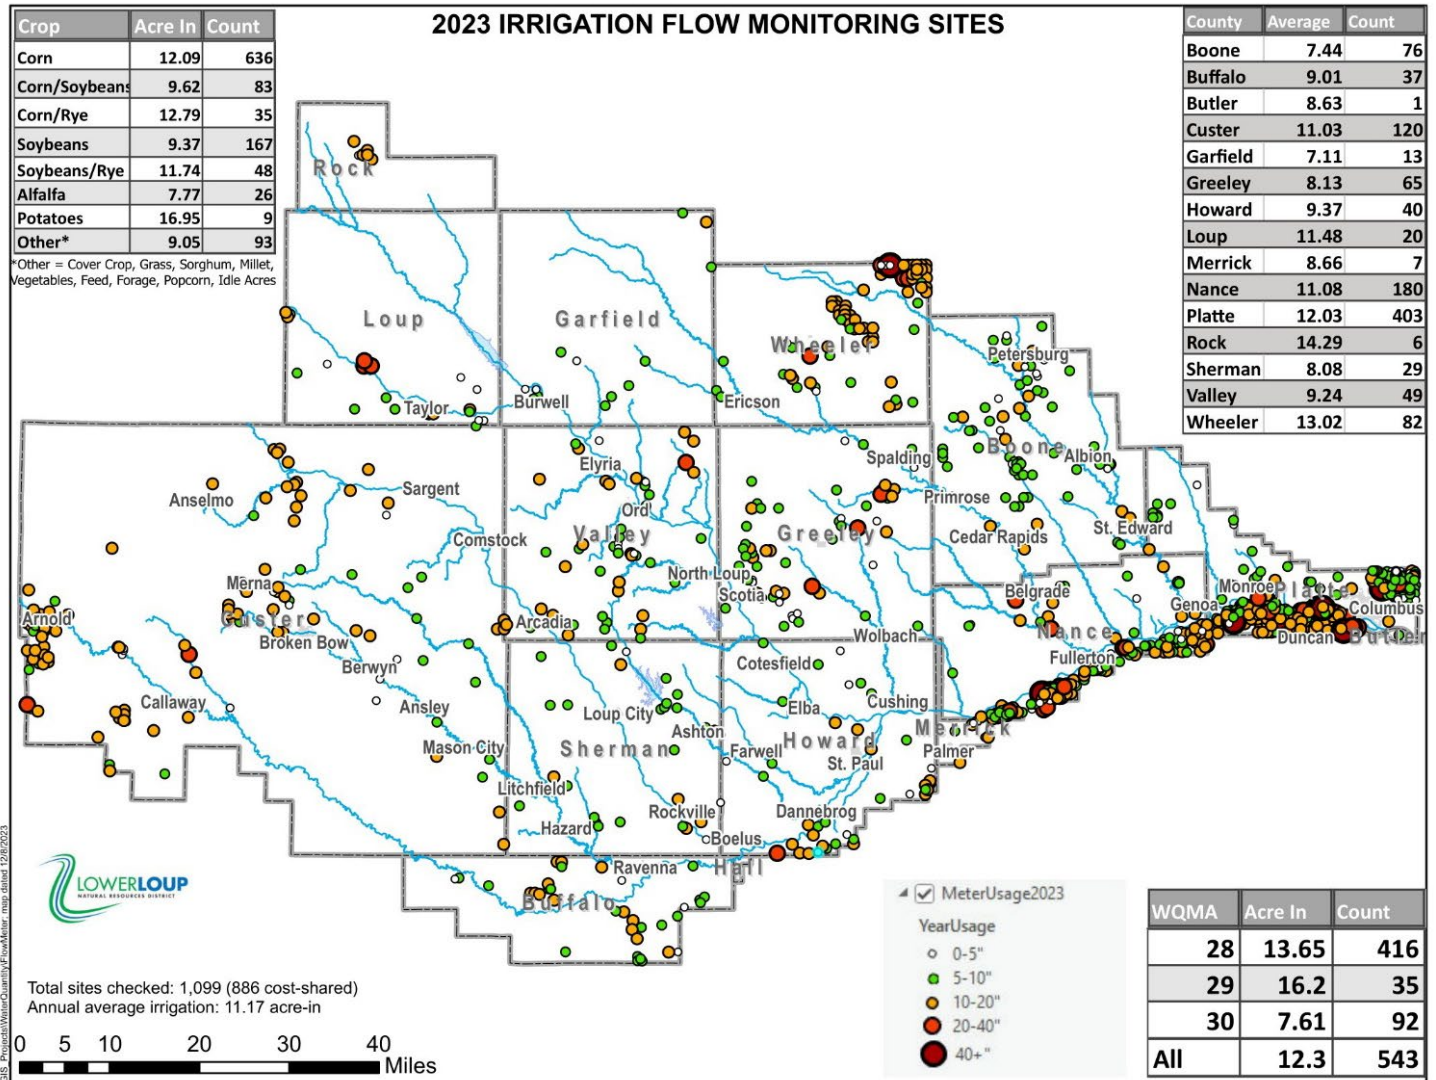 2023 IRRIGATION FLOW MONITORING SITES
Crop Acre In Count
Corn 12.09 636
Corn/Soybeans 9.62 83
Corn/Rye 12.79 35
Soybeans 9.37 167
Soybeans/Rye 11.74 48
Alfalfa 7.77 26
Potatoes 16.95 9
Other* 9.05 93
*Other = Cover Crop, Grass, Sorghum, Millet,
Vegetables, Feed, Forage, Popcorn, Idle Acres
County Average Count
Boone 7.44 76
Buffalo 9.01 37
Butler 8.63 1
Custer 11.03 120
Garfield 7.11 13
Greeley 8.13 65
Howard 9.37 40
Loup 11.48 20
Merrick 8.66 7
Nance 11.08 180
Platte 12.03 403
Rock 14.29 6
Sherman 8.08 29
Valley 9.24 49
Wheeler 13.02 82
Rock
Loup
Garfield
Wheeler
Petersburg
Taylor
Burwell
Ericson
Boone
Albion
Elyria
Spalding
Anselmo
Sargent
Primrose
Ord
Valley
Greeley
Cedar Rapids
St. Edward
Comstock
North Loup
Scotia
Merna
Belgrade
Monroe
Platte
Genoa
Columbus
Arnold
Custer
Arcadia
Broken Bow
Wolbach
Nance
Duncan
Butler
Berwyn
Cotesfield
Fullerton
Callaway
Ansley
Loup City
Elba
Cushing
Ashton
Merrick
Mason City
Sherman
Farwell
Howard
St. Paul
Palmer
Litchfield
Rockville
Dannebrog
Hazard
Boelus
Ravenna
Hall
Buffalo
LOWERLOUP
NATURAL RESOURCES DISTRICT
MeterUsage2023
YearUsage
0-5"
5-10"
10-20"
20-40"
40+"
WQMA Acre In Count
28 13.65 416
29 16.2 35
30 7.61 92
All 12.3 543
Total sites checked: 1,099 (886 cost-shared)
Annual average irrigation: 11.17 acre-in
0 5 10 20 30 40
Miles
GIS_Projects\WaterQuantity\FlowMeter; map dated 12/8/2023